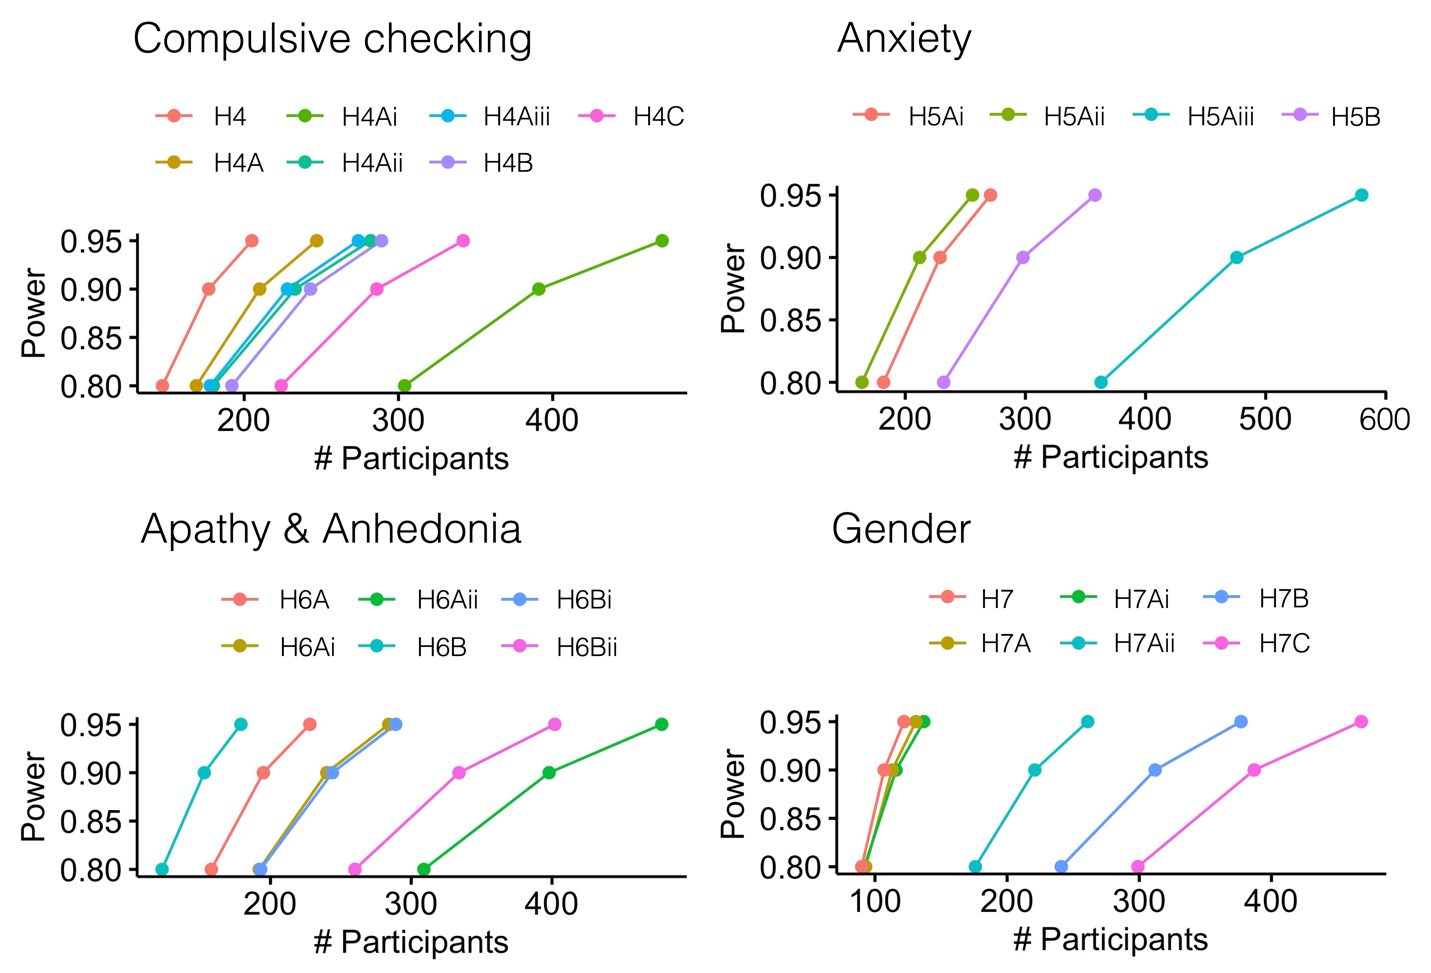 Compulsive checking
H4 H4Ai H4Aiii H4C
H4A H4Aii H4B
0.95
0.90
0.85
0.80
Power
200 300 400
# Participants
Anxiety
H5Ai H5Aii H5Aiii H5B
0.95
0.90
0.85
0.80
Power
200 300 400 500 600
# Participants
Apathy & Anhedonia
H6A H6Aii H6Bi
H6Ai H6B H6Bii
0.95
0.90
0.85
0.80
Power
200 300 400
# Participants
Gender
H7 H7Ai H7B
H7A H7Aii H7C
0.95
0.90
0.85
0.80
Power
100 200 300 400
# Participants